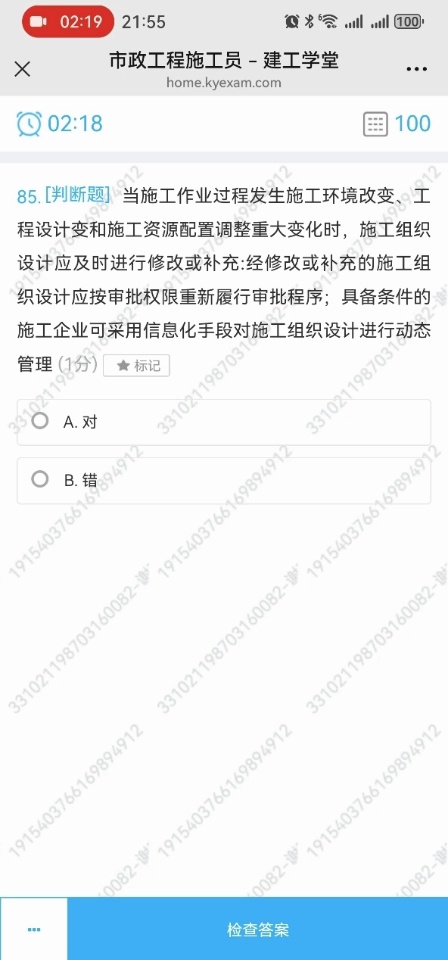 02:19 21:55 6 100
市政工程施工员 – 建工学堂
home.kyexam.com
02:18 100
85. [判断题] 当施工作业过程发生施工环境改变、工
程设计变和施工资源配置调整重大变化时，施工组织
设计应及时进行修改或补充:经修改或补充的施工组
织设计应按审批权限重新履行审批程序；具备条件的
施工企业可采用信息化手段对施工组织设计进行动态
管理 (1分) ★ 标记
A. 对
B. 错
1915403766169894912
331021198703160082-谢
检查答案